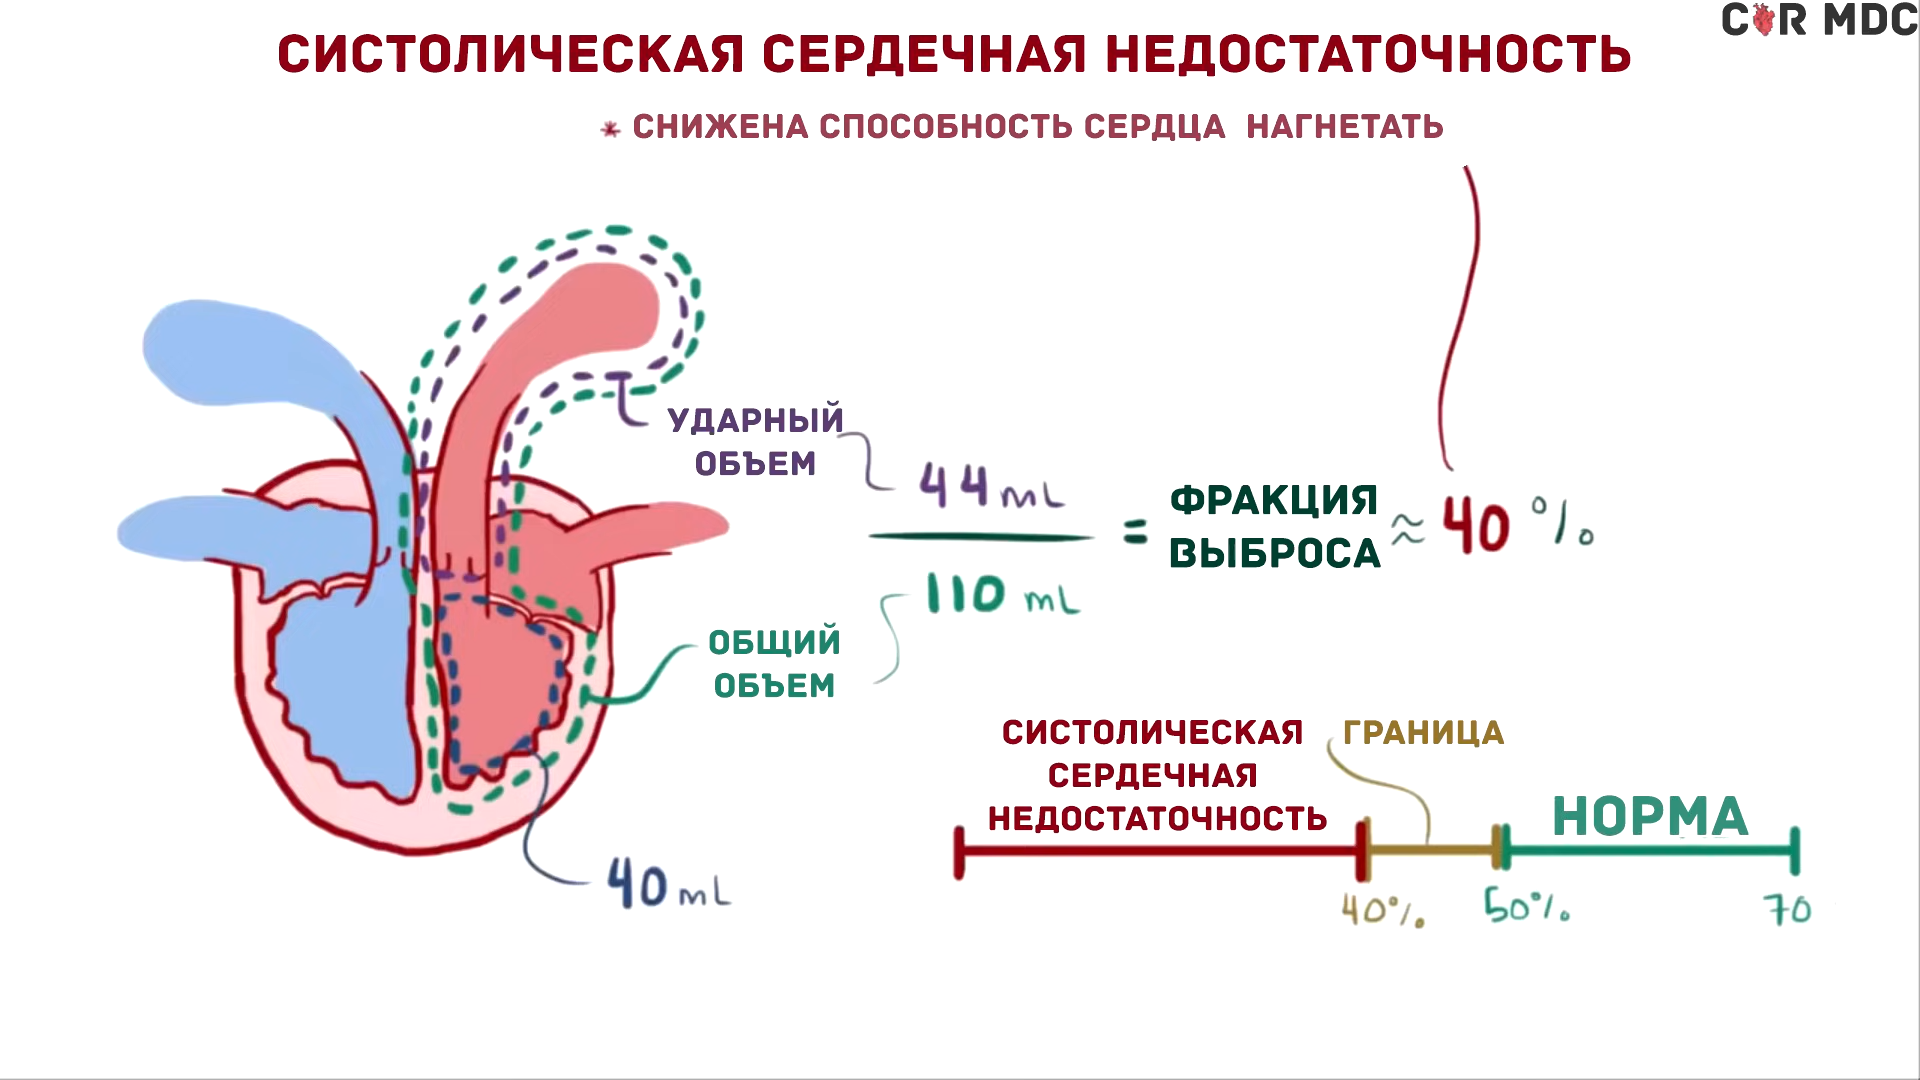 C R MDC
СИСТОЛИЧЕСКАЯ СЕРДЕЧНАЯ НЕДОСТАТОЧНОСТЬ
* СНИЖЕНА СПОСОБНОСТЬ СЕРДЦА НАГНЕТАТЬ
УДАРНЫЙ
ОБЪЕМ
44 mL
110 mL
=
ФРАКЦИЯ
ВЫБРОСА
≈ 40 %
ОБЩИЙ
ОБЪЕМ
40 mL
СИСТОЛИЧЕСКАЯ
СЕРДЕЧНАЯ
НЕДОСТАТОЧНОСТЬ
ГРАНИЦА
НОРМА
40%
50%
70